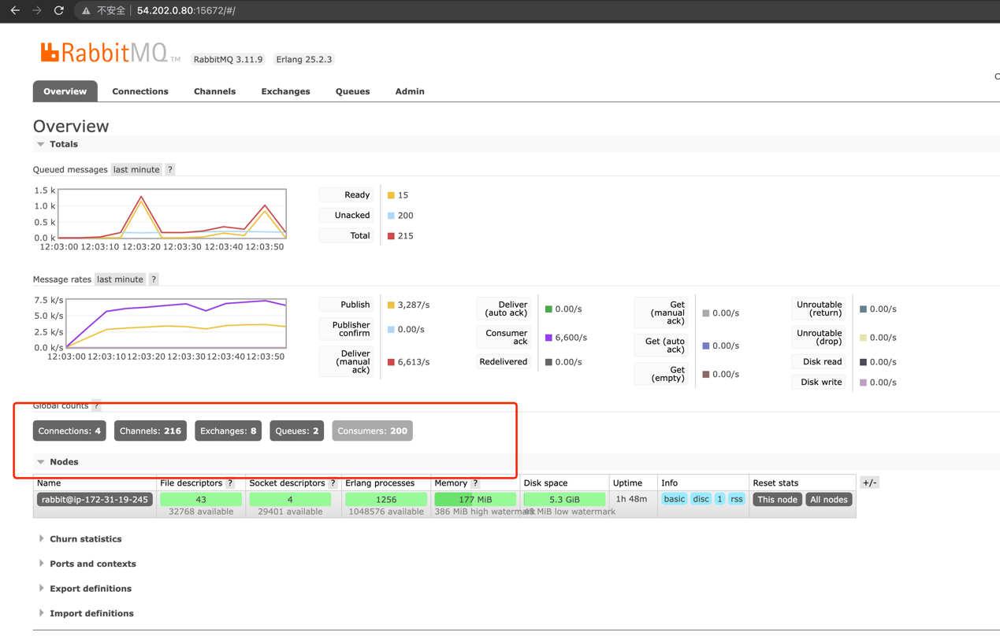 不安全 54.202.0.80:15672/#/
RabbitMQ TM RabbitMQ 3.11.9 Erlang 25.2.3
Overview Connections Channels Exchanges Queues Admin
Overview
Totals
Queued messages last minute ?
1.5 k
1.0 k
0.5 k
0.0 k
12:03:00 12:03:10 12:03:20 12:03:30 12:03:40 12:03:50
Ready 15
Unacked 200
Total 215
Message rates last minute ?
7.5 k/s
5.0 k/s
2.5 k/s
0.0 k/s
12:03:00 12:03:10 12:03:20 12:03:30 12:03:40 12:03:50
Publish 3,287/s
Publisher
confirm 0.00/s
Deliver
(manual
ack) 6,613/s
Deliver
(auto ack) 0.00/s
Consumer
ack 6,600/s
Redelivered 0.00/s
Get
(manual
ack) 0.00/s
Get (auto
ack) 0.00/s
Get
(empty) 0.00/s
Unroutable
(return) 0.00/s
Unroutable
(drop) 0.00/s
Disk read 0.00/s
Disk write 0.00/s
Global counts ?
Connections: 4 Channels: 216 Exchanges: 8 Queues: 2 Consumers: 200
Nodes
Name File descriptors ? Socket descriptors ? Erlang processes Memory ? Disk space Uptime Info Reset stats +/-
rabbit@ip-172-31-19-245 43 4 1256 177 MiB 5.3 GiB 1h 48m basic disc 1 rss This node All nodes
32768 available 29401 available 1048576 available 386 MiB high watermark MiB low watermark
Churn statistics
Ports and contexts
Export definitions
Import definitions